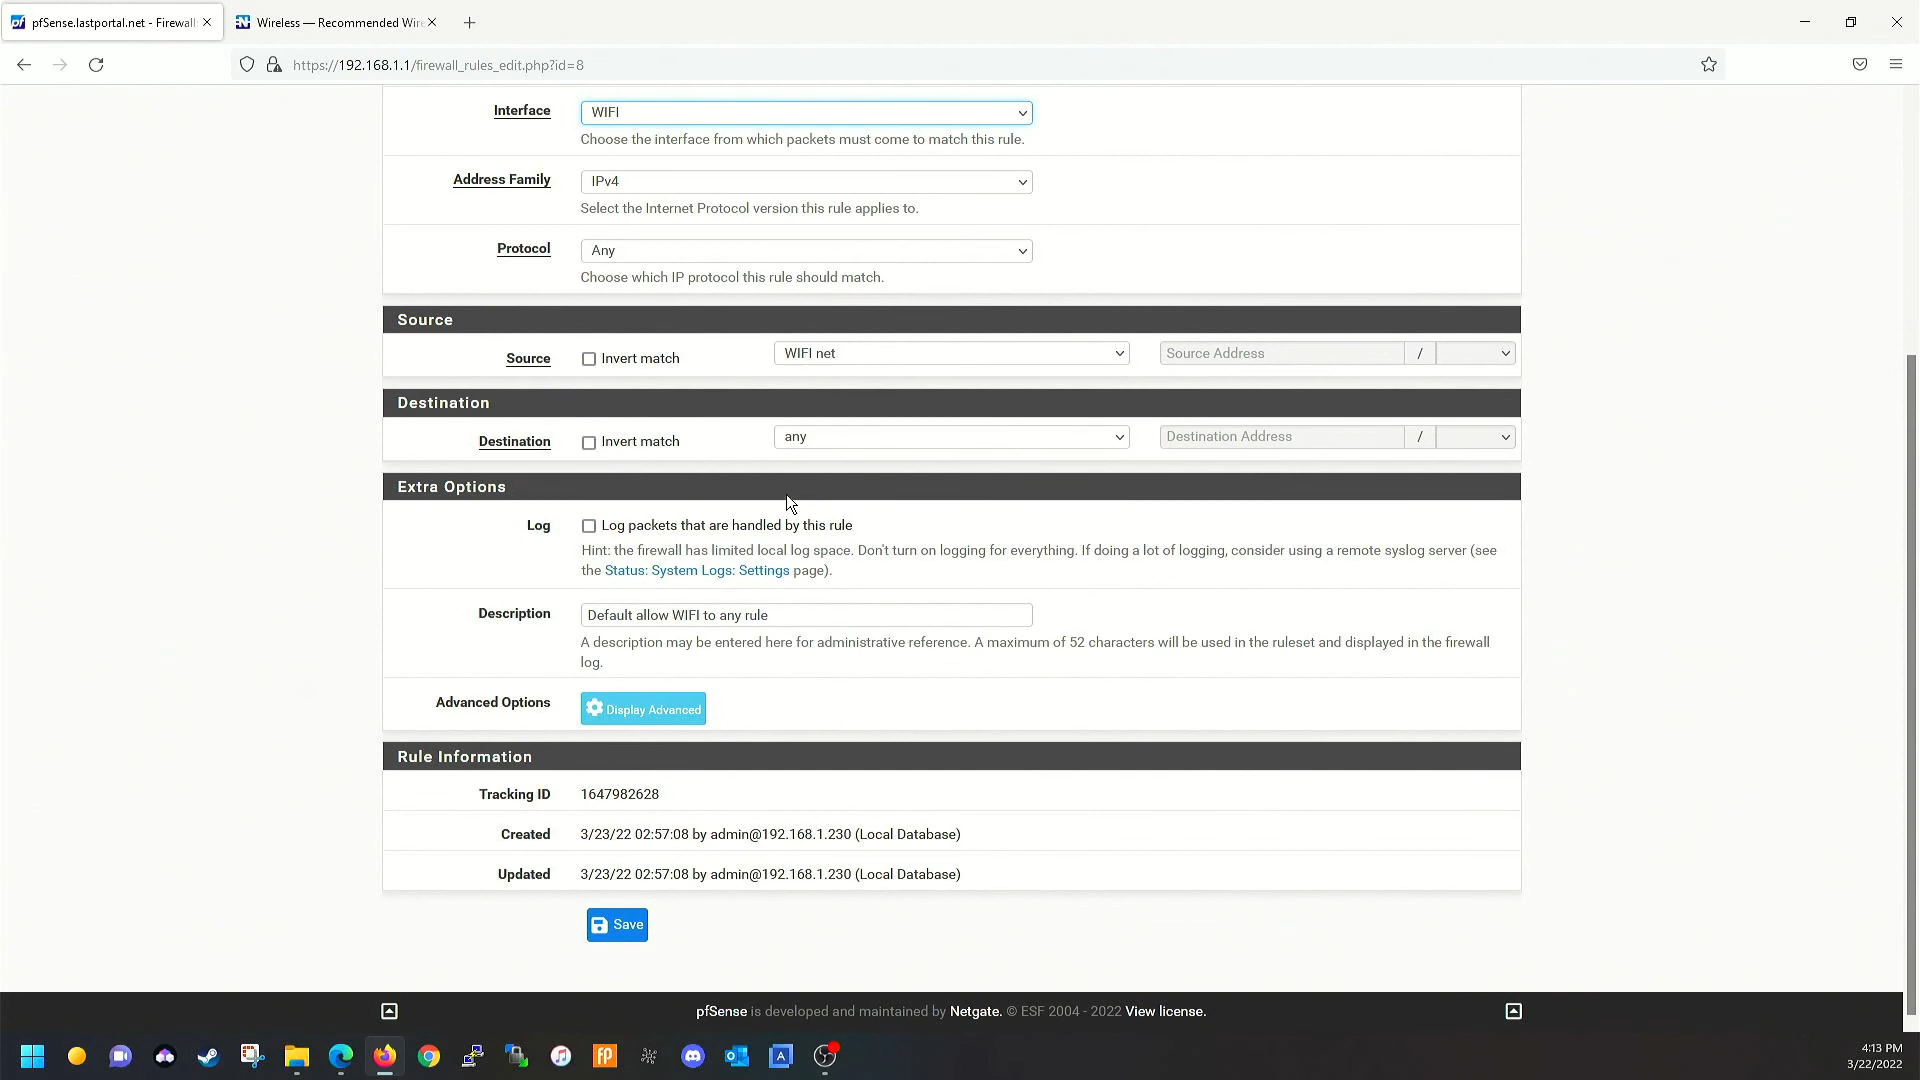 pfSense.lastportal.net - Firewall:
Wireless — Recommended Wire
https://192.168.1.1/firewall_rules_edit.php?id=8
Interface
WIFI
Choose the interface from which packets must come to match this rule.
Address Family
IPv4
Select the Internet Protocol version this rule applies to.
Protocol
Any
Choose which IP protocol this rule should match.
Source
Source
Invert match
WIFI net
Source Address
/
Destination
Destination
Invert match
any
Destination Address
/
Extra Options
Log
Log packets that are handled by this rule
Hint: the firewall has limited local log space. Don't turn on logging for everything. If doing a lot of logging, consider using a remote syslog server (see
the Status: System Logs: Settings page).
Description
Default allow WIFI to any rule
A description may be entered here for administrative reference. A maximum of 52 characters will be used in the ruleset and displayed in the firewall
log.
Advanced Options
Display Advanced
Rule Information
Tracking ID
1647982628
Created
3/23/22 02:57:08 by admin@192.168.1.230 (Local Database)
Updated
3/23/22 02:57:08 by admin@192.168.1.230 (Local Database)
Save
pfSense is developed and maintained by Netgate. © ESF 2004 - 2022 View license.
4:13 PM
3/22/2022